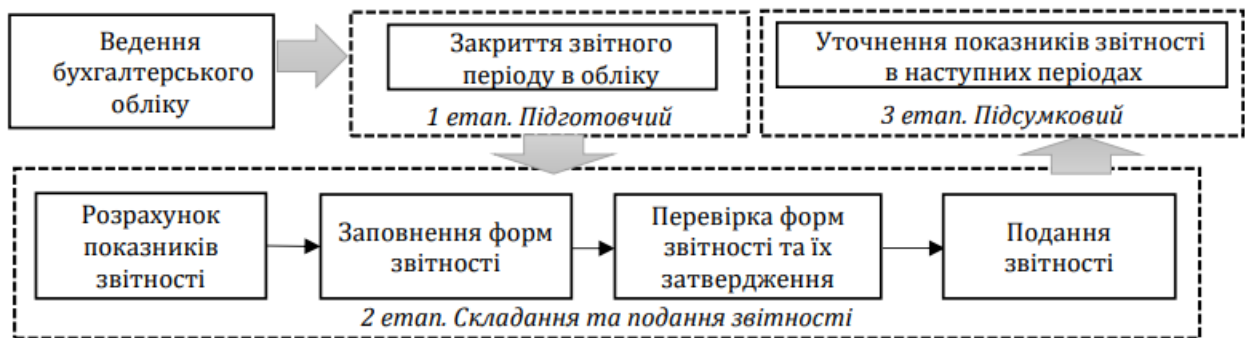 Ведення
бухгалтерського
обліку
Закриття звітного
періоду в обліку
1 етап. Підготовчий
Уточнення показників звітності
в наступних періодах
3 етап. Підсумковий
Розрахунок
показників
звітності
Заповнення форм
звітності
Перевірка форм
звітності та їх
затвердження
Подання
звітності
2 етап. Складання та подання звітності